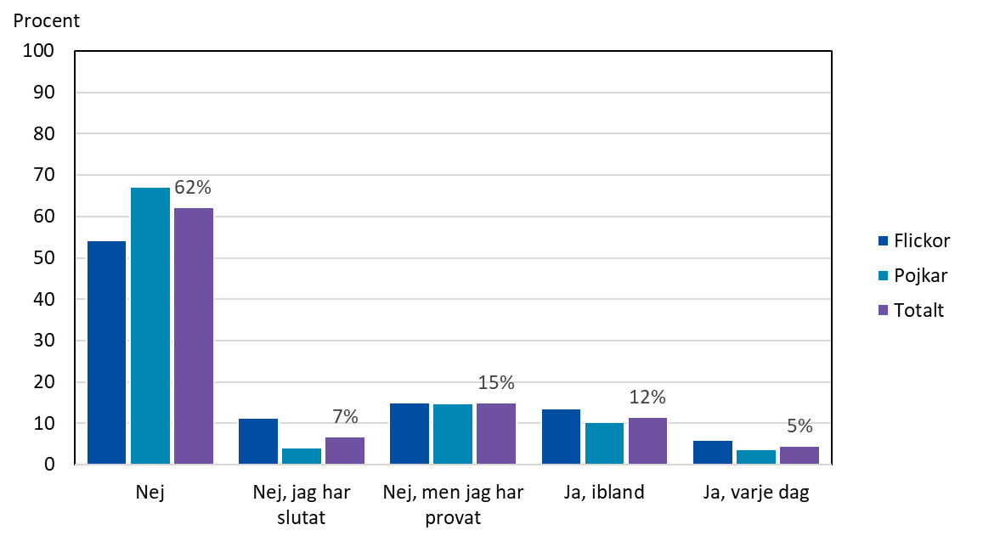 Procent
100
90
80
70
60
50
40
30
20
10
0
62%
7%
15%
12%
5%
Nej
Nej, jag har
slutat
Nej, men jag har
provat
Ja, ibland
Ja, varje dag
Flickor
Pojkar
Totalt